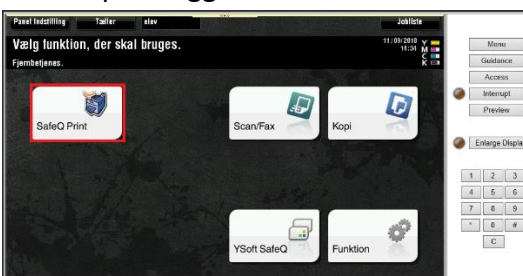 Panel Indstilling Tæller elev Jobliste
Vælg funktion, der skal bruges.
11/09/2010
14:34
Fjernbetjenes.
Y
M
C
K
SafeQ Print
Scan/Fax
Kopi
YSoft SafeQ
Funktion
Menu
Guidance
Access
Interrupt
Preview
Enlarge Displa
1 2 3
4 5 6
7 8 9
* 0 #
C